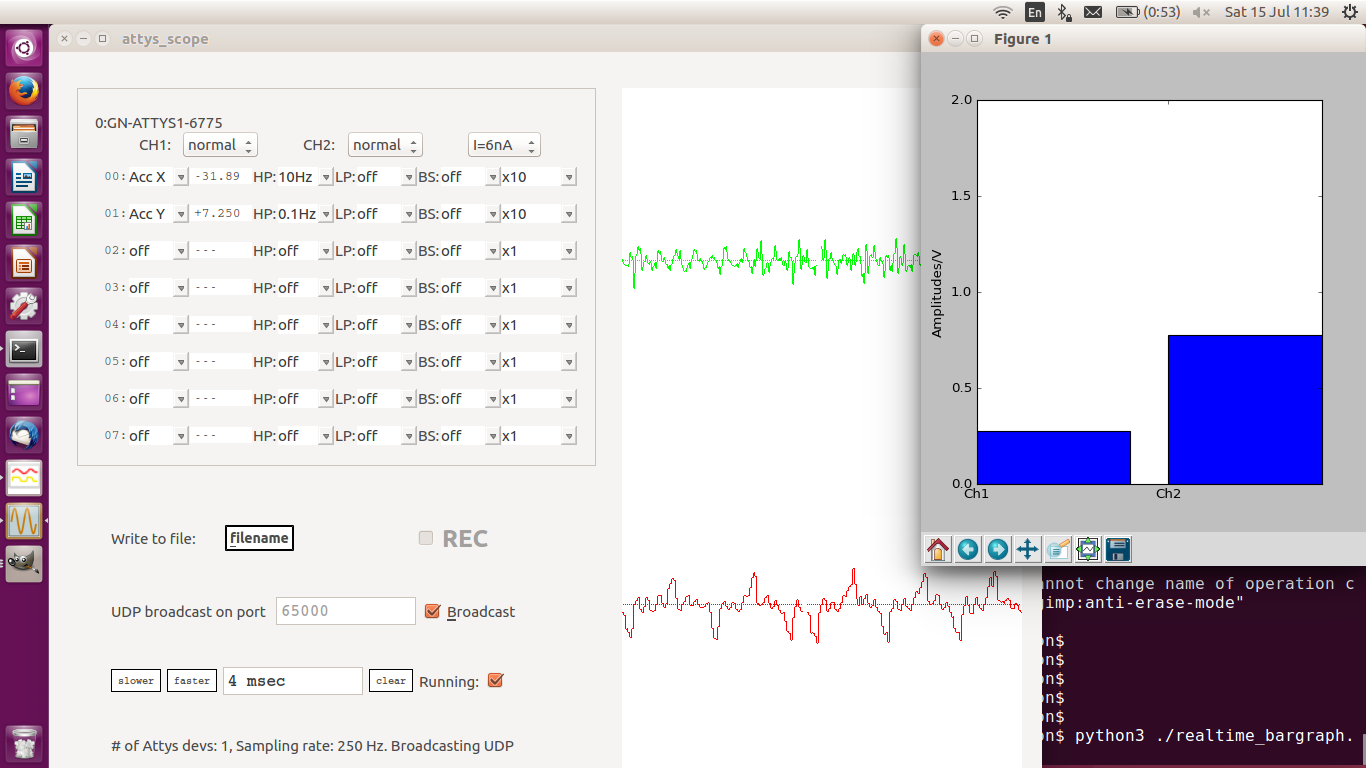 En (0:53) Sat 15 Jul 11:39
attys_scope
0:GN-ATTYS1-6775
CH1: normal CH2: normal I=6nA
00: Acc X -31.89 HP: 10Hz LP: off BS: off x10
01: Acc Y +7.250 HP: 0.1Hz LP: off BS: off x10
02: off --- HP: off LP: off BS: off x1
03: off --- HP: off LP: off BS: off x1
04: off --- HP: off LP: off BS: off x1
05: off --- HP: off LP: off BS: off x1
06: off --- HP: off LP: off BS: off x1
07: off --- HP: off LP: off BS: off x1
Write to file: filename REC
UDP broadcast on port 65000 Broadcast
slower faster 4 msec clear Running:
# of Attys devs: 1, Sampling rate: 250 Hz. Broadcasting UDP
Figure 1
2.0
1.5
1.0
0.5
0.0
Amplitudes/V
Ch1 Ch2
nnot change name of operation c
gimp:anti-erase-mode"
on$
on$
on$
on$
on$
on$ python3 ./realtime_bargraph.